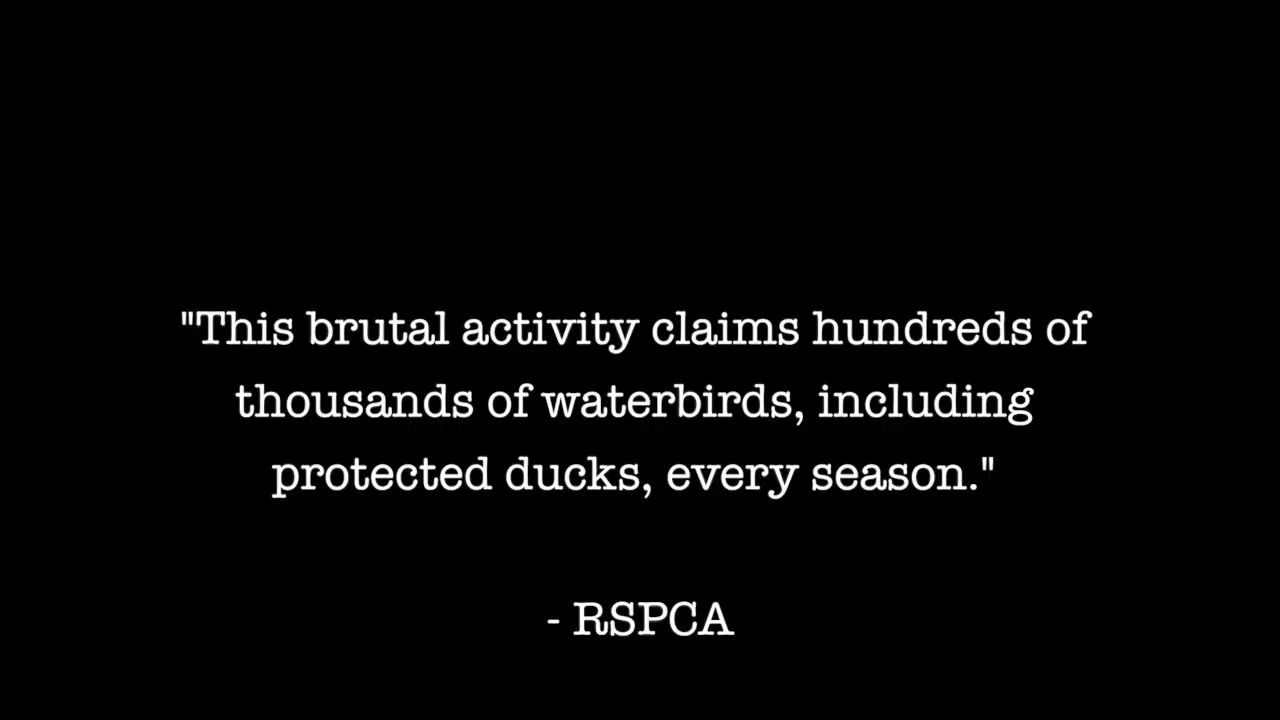 "This brutal activity claims hundreds of
thousands of waterbirds, including
protected ducks, every season."
- RSPCA